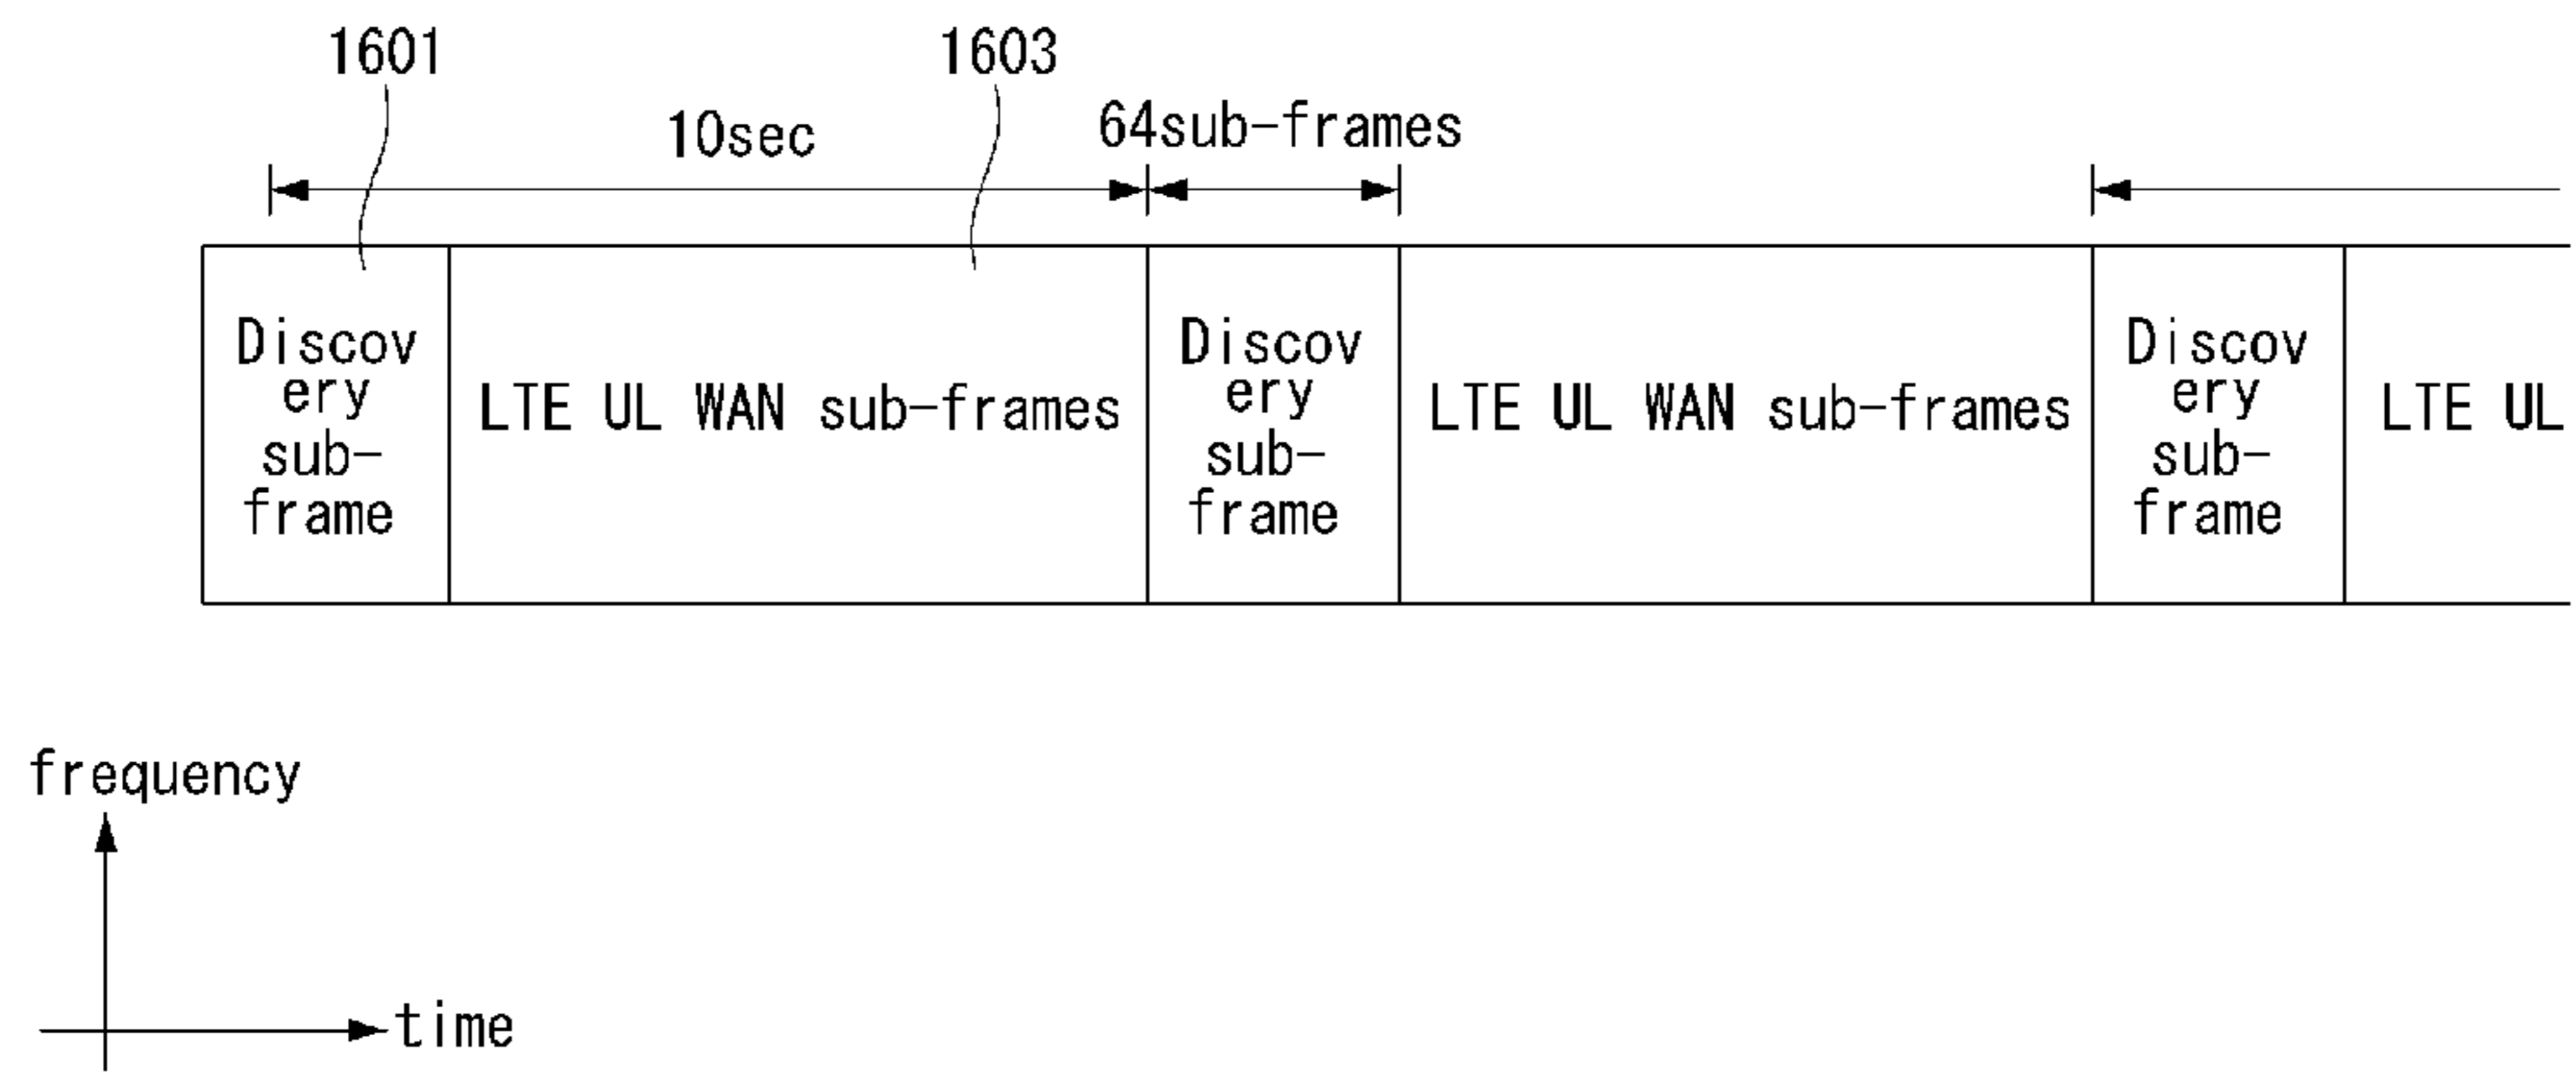 1601
1603
10sec
64sub-frames
Discov
ery
sub-
frame
LTE UL WAN sub-frames
Discov
ery
sub-
frame
LTE UL WAN sub-frames
Discov
ery
sub-
frame
LTE UL
frequency
time